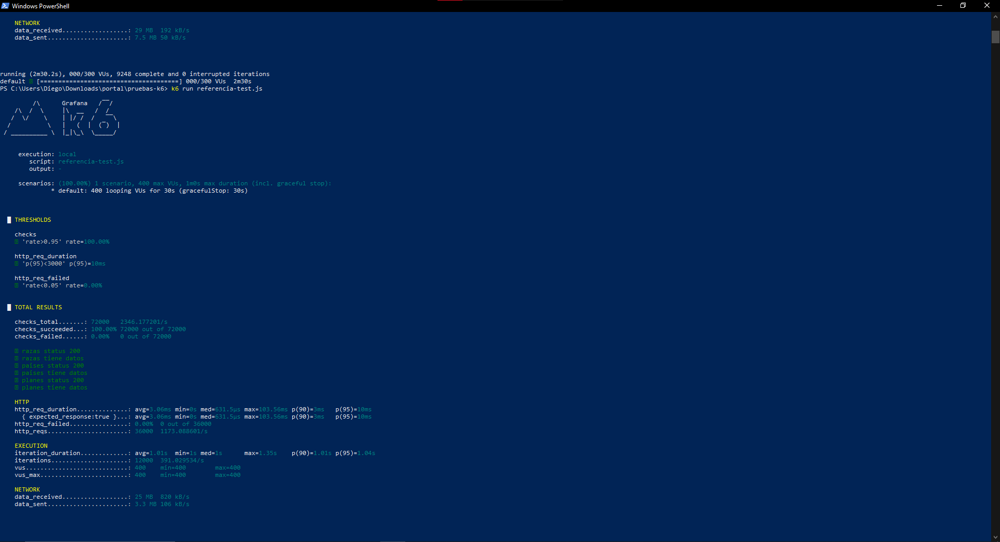 Windows PowerShell
NETWORK
data_received..................: 29 MB  192 kB/s
data_sent......................: 7.5 MB 50 kB/s
running (2m30.2s), 000/300 VUs, 9248 complete and 0 interrupted iterations
default [======================================] 000/300 VUs  2m30s
PS C:\Users\Diego\Downloads\portal\pruebas-k6> k6 run referencia-test.js
Grafana
execution: local
script: referencia-test.js
output: -
scenarios: (100.00%) 1 scenario, 400 max VUs, 1m0s max duration (incl. graceful stop):
* default: 400 looping VUs for 30s (gracefulStop: 30s)
THRESHOLDS
checks
'rate>0.95' rate=100.00%
http_req_duration
'p(95)<3000' p(95)=10ms
http_req_failed
'rate<0.05' rate=0.00%
TOTAL RESULTS
checks_total.......: 72000   2346.177201/s
checks_succeeded...: 100.00% 72000 out of 72000
checks_failed......: 0.00%   0 out of 72000
razas status 200
razas tiene datos
paises status 200
paises tiene datos
planes status 200
planes tiene datos
HTTP
http_req_duration..............: avg=3.06ms min=0s med=631.5µs max=103.56ms p(90)=3ms   p(95)=10ms
{ expected_response:true }...: avg=3.06ms min=0s med=631.5µs max=103.56ms p(90)=3ms   p(95)=10ms
http_req_failed................: 0.00%  0 out of 36000
http_reqs......................: 36000  1173.088601/s
EXECUTION
iteration_duration.............: avg=1.01s  min=1s med=1s      max=1.35s    p(90)=1.01s p(95)=1.04s
iterations.....................: 12000  391.029534/s
vus............................: 400    min=400        max=400
vus_max........................: 400    min=400        max=400
NETWORK
data_received..................: 25 MB  820 kB/s
data_sent......................: 3.3 MB 106 kB/s